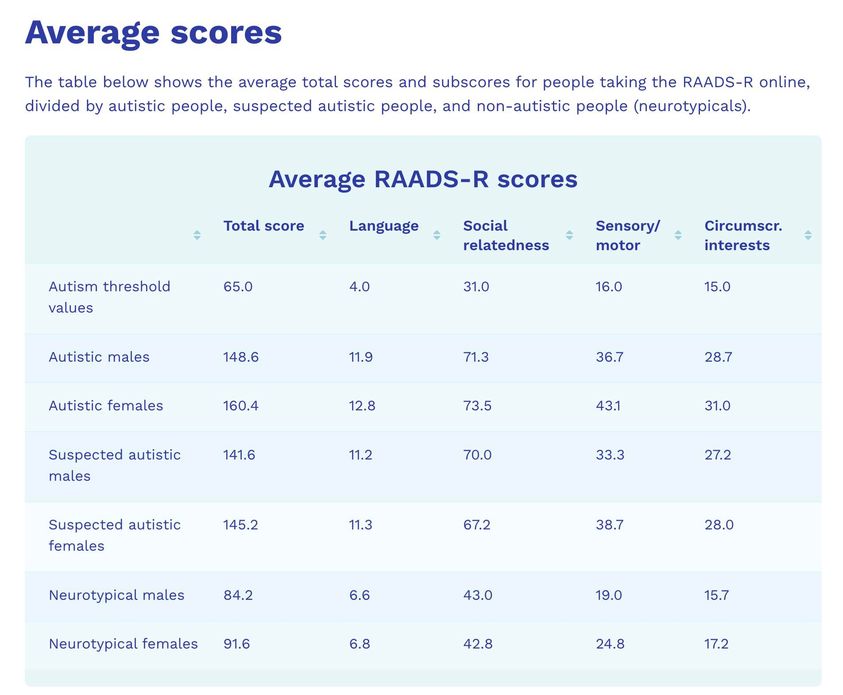 Average scores
The table below shows the average total scores and subscores for people taking the RAADS-R online,
divided by autistic people, suspected autistic people, and non-autistic people (neurotypicals).
Average RAADS-R scores
Total score Language Social relatedness Sensory/ motor Circumscr. interests
Autism threshold values 65.0 4.0 31.0 16.0 15.0
Autistic males 148.6 11.9 71.3 36.7 28.7
Autistic females 160.4 12.8 73.5 43.1 31.0
Suspected autistic males 141.6 11.2 70.0 33.3 27.2
Suspected autistic females 145.2 11.3 67.2 38.7 28.0
Neurotypical males 84.2 6.6 43.0 19.0 15.7
Neurotypical females 91.6 6.8 42.8 24.8 17.2